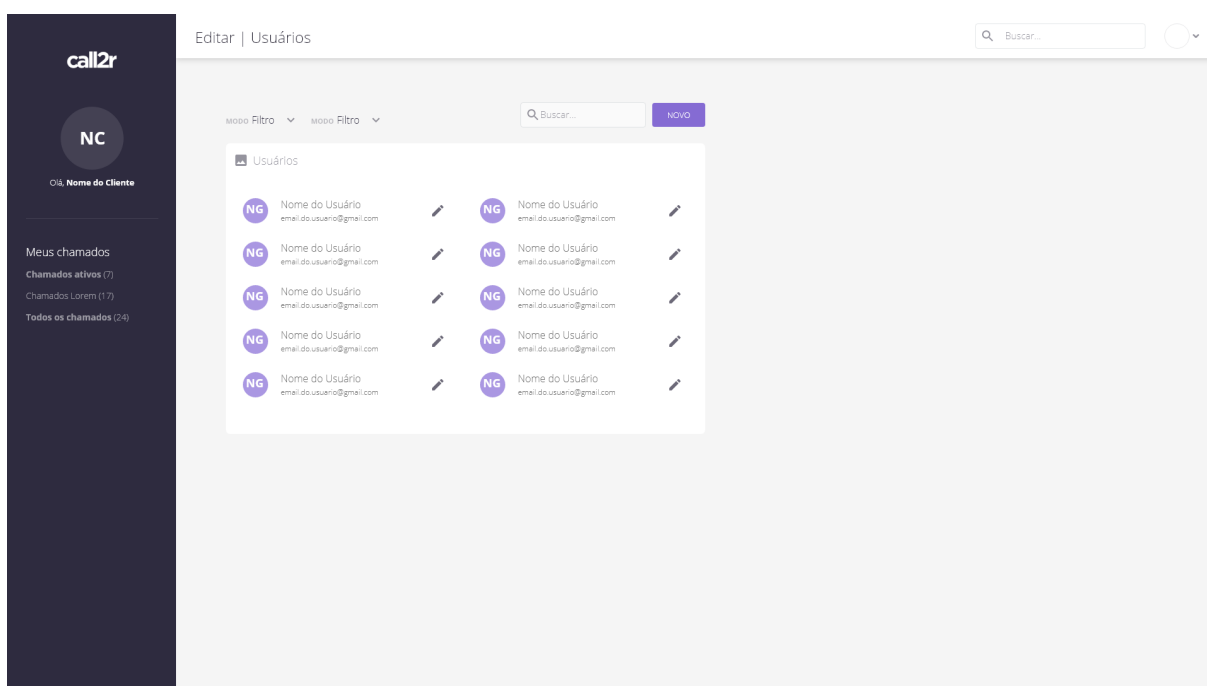 call2r
NC
Olá, Nome do Cliente
Meus chamados
Chamados ativos (7)
Chamados Lorem (17)
Todos os chamados (24)
Editar | Usuários
Buscar...
MODO Filtro MODO Filtro
Buscar...
NOVO
Usuários
NG Nome do Usuário
email.do.usuario@gmail.com
NG Nome do Usuário
email.do.usuario@gmail.com
NG Nome do Usuário
email.do.usuario@gmail.com
NG Nome do Usuário
email.do.usuario@gmail.com
NG Nome do Usuário
email.do.usuario@gmail.com
NG Nome do Usuário
email.do.usuario@gmail.com
NG Nome do Usuário
email.do.usuario@gmail.com
NG Nome do Usuário
email.do.usuario@gmail.com
NG Nome do Usuário
email.do.usuario@gmail.com
NG Nome do Usuário
email.do.usuario@gmail.com